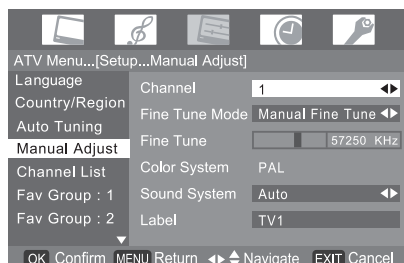 ATV Menu...[Setup...Manual Adjust]
Language
Country/Region
Auto Tuning
Manual Adjust
Channel List
Fav Group : 1
Fav Group : 2
Channel 1
Fine Tune Mode Manual Fine Tune
Fine Tune 57250 KHz
Color System PAL
Sound System Auto
Label TV1
OK Confirm MENU Return Navigate EXIT Cancel